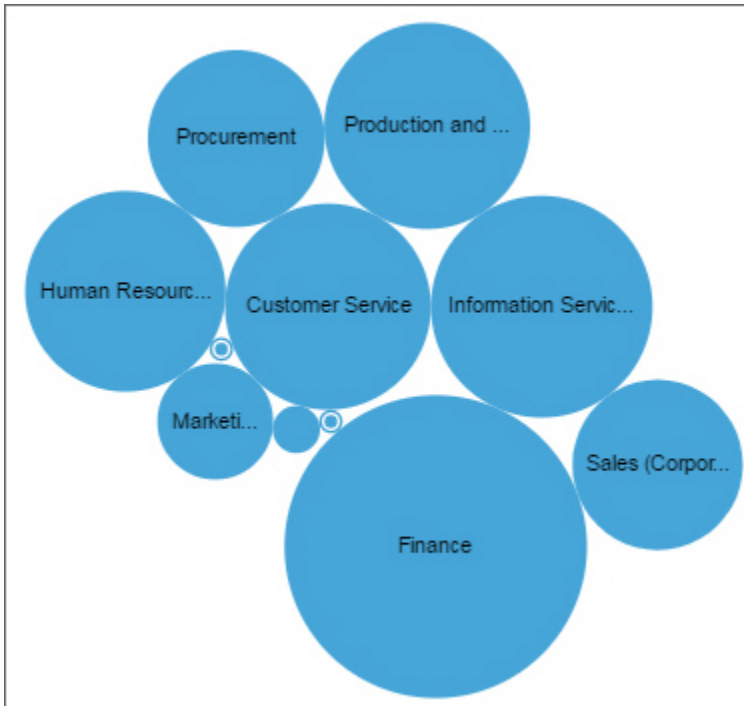 Production and ...
Procurement
Human Resourc...
Customer Service
Information Servic...
Marketi...
Sales (Corpor...
Finance